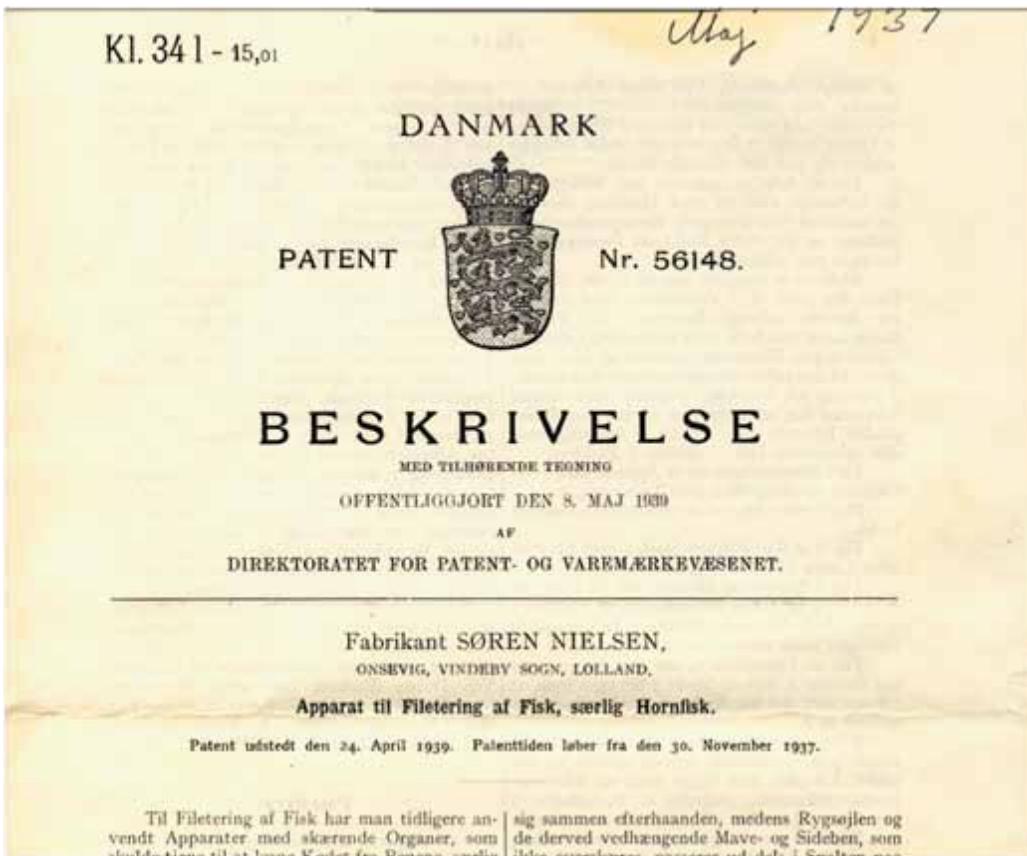 Maj 1937
Kl. 34 l - 15,01
DANMARK
PATENT Nr. 56148.
BESKRIVELSE
MED TILHØRENDE TEGNING
OFFENTLIGGJORT DEN 8. MAJ 1939
AF
DIREKTORATET FOR PATENT- OG VAREMÆRKEVÆSENET.
Fabrikant SØREN NIELSEN,
ONSEVIG, VINDEBY SOGN, LOLLAND.
Apparat til Filetering af Fisk, særlig Hornfisk.
Patent udstedt den 24. April 1939. Patenttiden løber fra den 30. November 1937.
Til Filetering af Fisk har man tidligere an-
vendt Apparater med skærende Organer, som
sig sammen efterhaanden, medens Rygsøjlen og
de derved vedhængende Mave- og Sideben, som